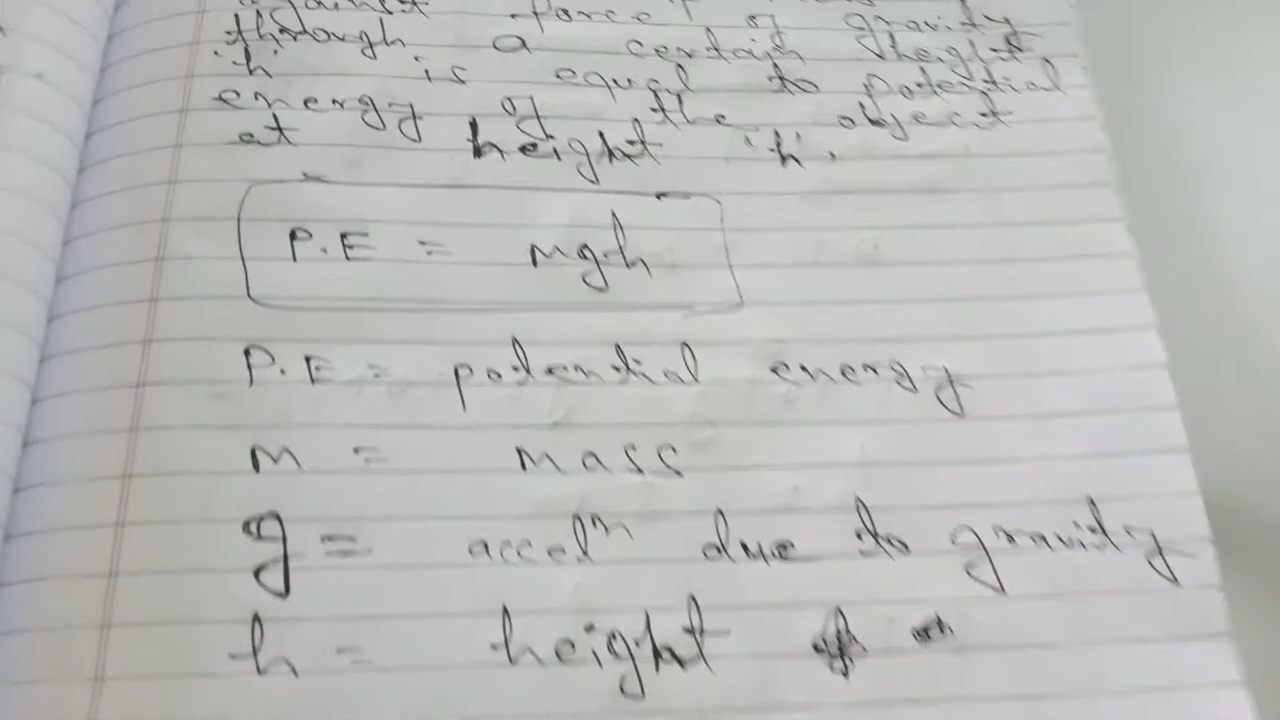 against force of gravity
through a certain height
'h' is equal to potential
energy of the object
at height 'h'.
P.E = mgh
P.E = potential energy
m = mass
g = acceln due to gravity
h = height